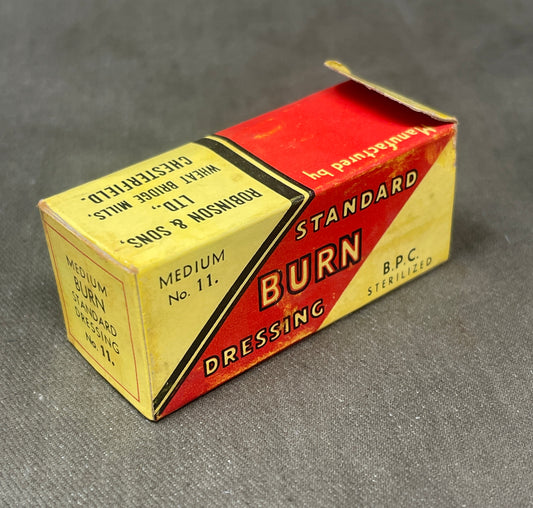 Manufactured by
ROBINSON & SONS,
LTD.,
WHEAT BRIDGE MILLS.
CHESTERFIELD.
MEDIUM
No. 11.
STANDARD
BURN
DRESSING
B.P.C.
STERILIZED
MEDIUM
BURN
STANDARD
DRESSING
No. 11.